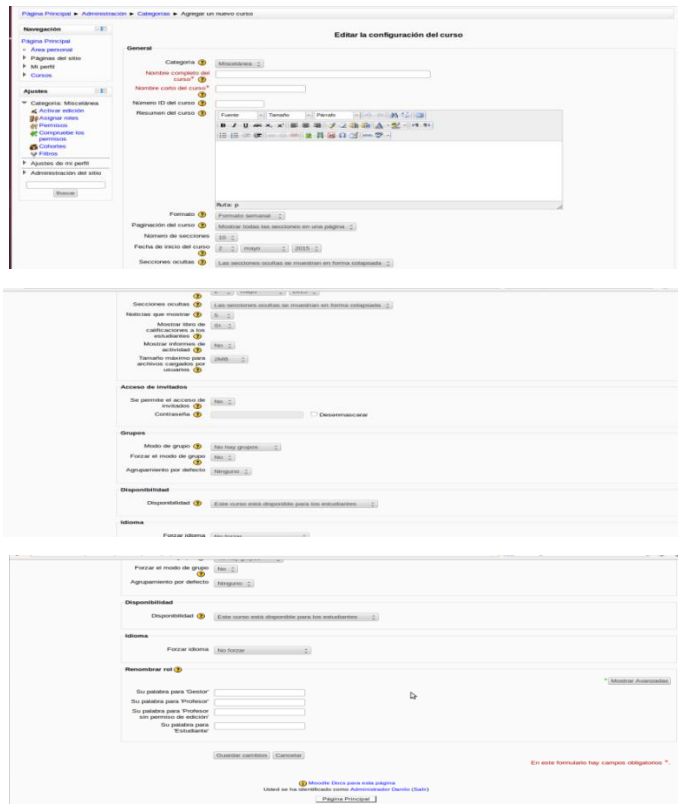 Página Principal ► Administración ► Categorías ► Agregar un nuevo curso
Navegación
Página Principal
Área personal
Páginas del sitio
Mi perfil
Cursos
Ajustes
Categoría: Miscelánea
Activar edición
Asignar roles
Permisos
Compruebe los
permisos
Cohortes
Filtros
Ajustes de mi perfil
Administración del sitio
Buscar
Editar la configuración del curso
General
Categoría Miscelánea
Nombre completo del
curso*
Nombre corto del curso*
Número ID del curso
Resumen del curso
Fuente Tamaño Párrafo
Ruta: p
Formato Formato semanal
Paginación del curso Mostrar todas las secciones en una página
Número de secciones 10
Fecha de inicio del curso 2 mayo 2015
Secciones ocultas Las secciones ocultas se muestran en forma colapsada
2 mayo 2015
Secciones ocultas Las secciones ocultas se muestran en forma colapsada
Noticias que mostrar 5
Mostrar libro de
calificaciones a los
estudiantes Sí
Mostrar informes de
actividad No
Tamaño máximo para
archivos cargados por
usuarios 2MB
Acceso de invitados
Se permite el acceso de
invitados No
Contraseña Desenmascarar
Grupos
Modo de grupo No hay grupos
Forzar el modo de grupo No
Agrupamiento por defecto Ninguno
Disponibilidad
Disponibilidad Este curso está disponible para los estudiantes
Idioma
Forzar idioma No forzar
No hay grupos
Forzar el modo de grupo No
Agrupamiento por defecto Ninguno
Disponibilidad
Disponibilidad Este curso está disponible para los estudiantes
Idioma
Forzar idioma No forzar
Renombrar rol
* Mostrar Avanzadas
Su palabra para 'Gestor'
Su palabra para 'Profesor'
Su palabra para 'Profesor
sin permiso de edición'
Su palabra para
'Estudiante'
Guardar cambios Cancelar
En este formulario hay campos obligatorios *.
Moodle Docs para esta página
Usted se ha identificado como Administrador Danilo (Salir)
Página Principal